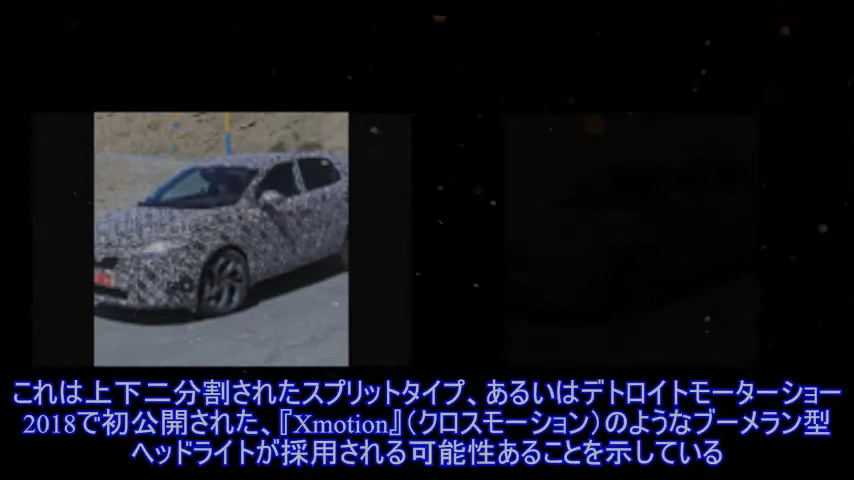 これは上下二分割されたスプリットタイプ、あるいはデトロイトモーターショー
2018で初公開された、『Xmotion』（クロスモーション）のようなブーメラン型
ヘッドライトが採用される可能性あることを示している